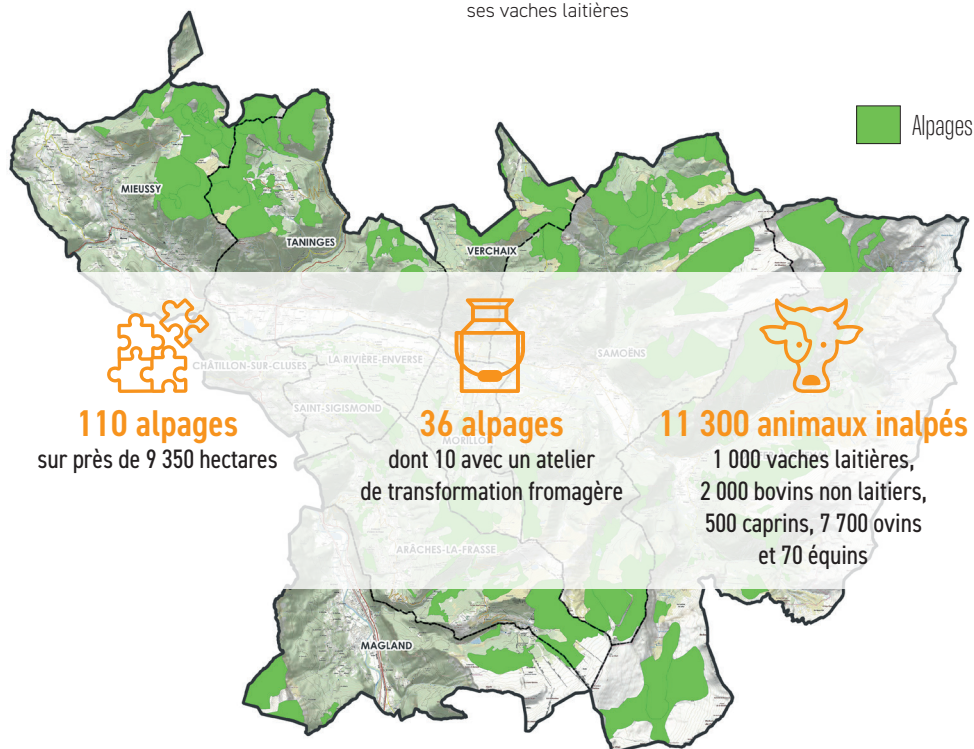 ses vaches laitières
Alpages
MIEUSSY
TANINGES
VERCHAIX
CHÂTILLON-SUR-CLUSES
LA-RIVIÈRE-ENVERSE
SAMOËNS
SAINT-SIGISMOND
MORILLON
110 alpages
sur près de 9 350 hectares
36 alpages
dont 10 avec un atelier
de transformation fromagère
11 300 animaux inalpés
1 000 vaches laitières,
2 000 bovins non laitiers,
500 caprins, 7 700 ovins
et 70 équins
ARÂCHES-LA-FRASSE
MAGLAND